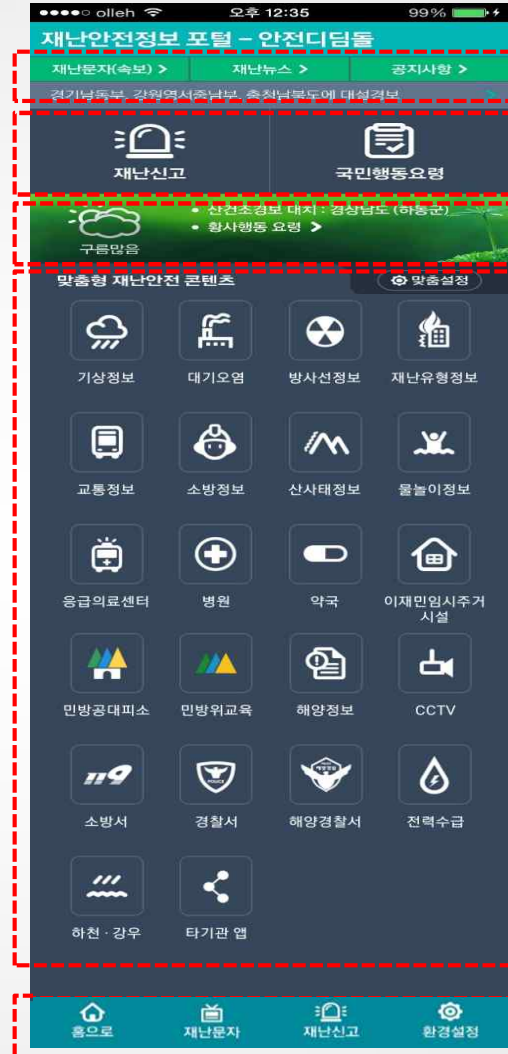 olleh 오후 12:35 99%
재난안전정보 포털 – 안전디딤돌
재난문자(속보) > 재난뉴스 > 공지사항 >
경기남동부, 강원영서중남부, 충청남북도에 대설경보 >
재난신고 국민행동요령
• 산건조경보 대치 : 경상남도 (하동군)
• 황사행동 요령 >
구름많음
맞춤형 재난안전 콘텐츠 맞춤설정
기상정보 대기오염 방사선정보 재난유형정보
교통정보 소방정보 산사태정보 물놀이정보
응급의료센터 병원 약국 이재민임시주거
시설
민방공대피소 민방위교육 해양정보 CCTV
119 POLICE
소방서 경찰서 해양경찰서 전력수급
하천 · 강우 타기관 앱
홈으로 재난문자 재난신고 환경설정